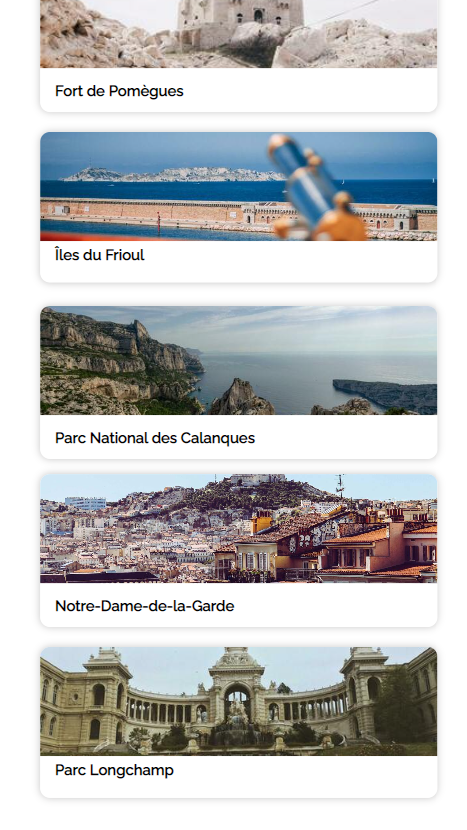 Fort de Pomègues
Îles du Frioul
Parc National des Calanques
Notre-Dame-de-la-Garde
Parc Longchamp